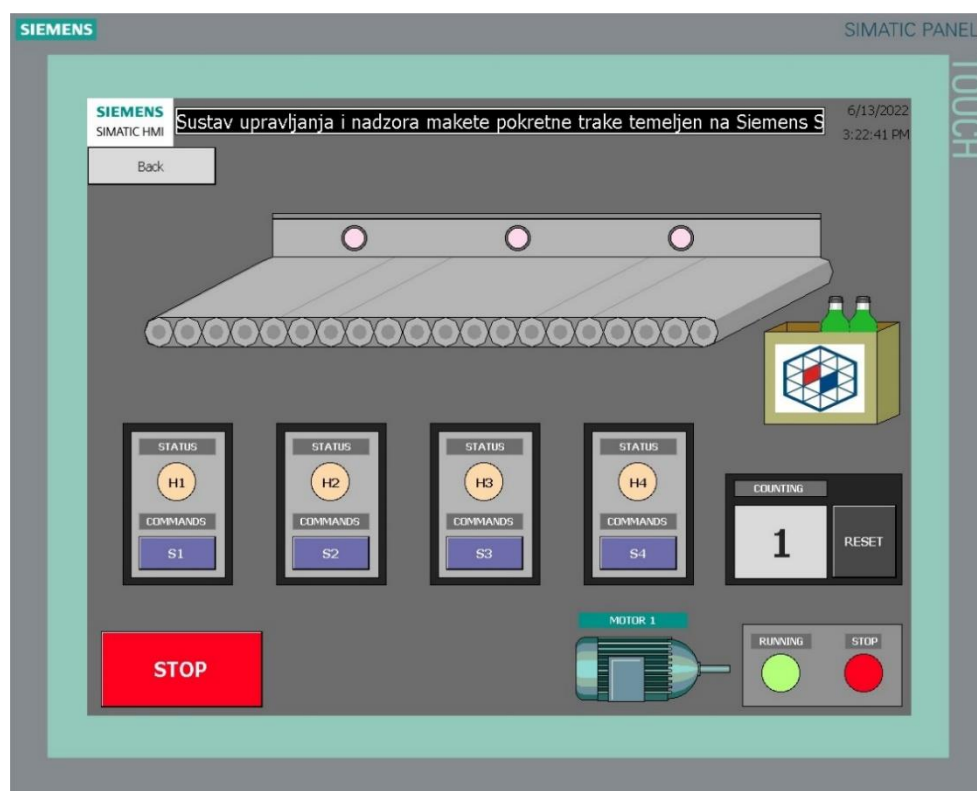 SIEMENS
SIMATIC PANEL
TOUCH
SIEMENS
SIMATIC HMI
Sustav upravljanja i nadzora makete pokretne trake temeljen na Siemens S
6/13/2022
3:22:41 PM
Back
STATUS STATUS STATUS STATUS
H1 H2 H3 H4
COMMANDS COMMANDS COMMANDS COMMANDS
S1 S2 S3 S4
COUNTING
1
RESET
STOP
MOTOR 1
RUNNING STOP